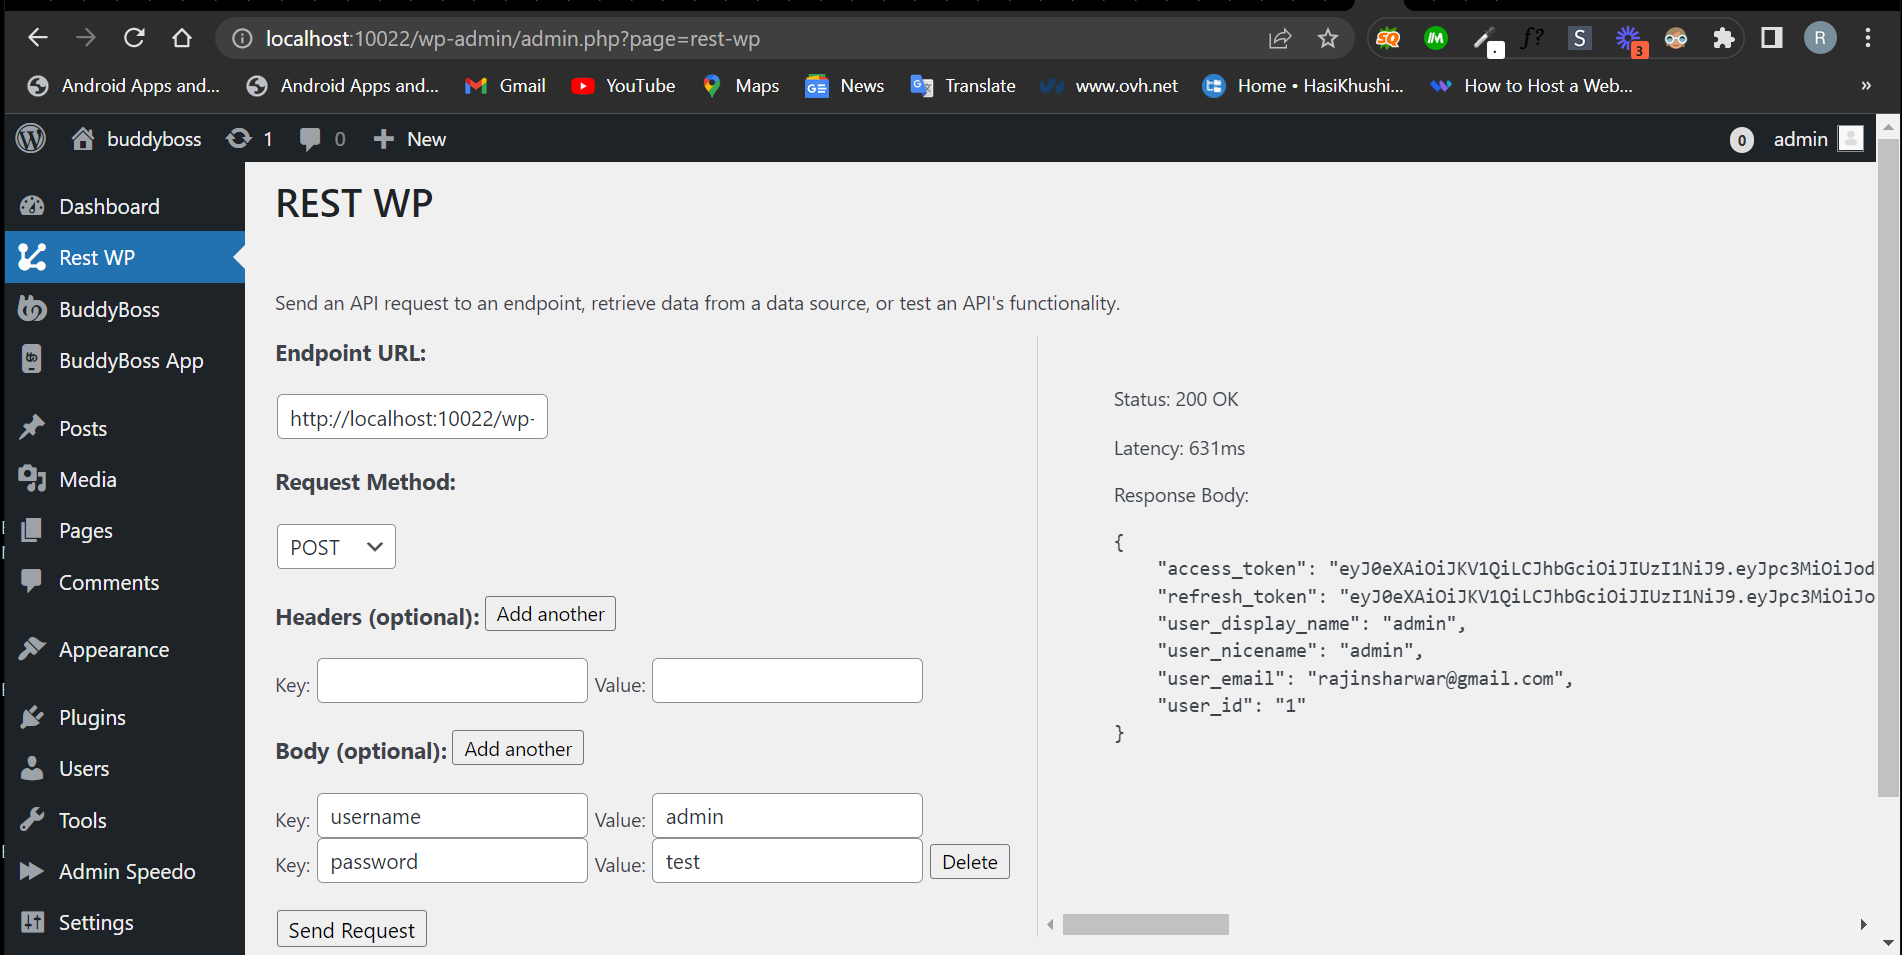 localhost:10022/wp-admin/admin.php?page=rest-wp
3
R
Android Apps and...
Android Apps and...
Gmail
YouTube
Maps
News
Translate
www.ovh.net
Home • HasiKhushi...
How to Host a Web...
»
buddyboss
1
0
New
0
admin
Dashboard
Rest WP
BuddyBoss
BuddyBoss App
Posts
Media
Pages
Comments
Appearance
Plugins
Users
Tools
Admin Speedo
Settings
REST WP
Send an API request to an endpoint, retrieve data from a data source, or test an API's functionality.
Endpoint URL:
http://localhost:10022/wp-
Request Method:
POST
Headers (optional): Add another
Key: Value:
Body (optional): Add another
Key: username Value: admin
Key: password Value: test Delete
Send Request
Status: 200 OK
Latency: 631ms
Response Body:
{
"access_token": "eyJ0eXAiOiJKV1QiLCJhbGciOiJIUzI1NiJ9.eyJpc3MiOiJod
"refresh_token": "eyJ0eXAiOiJKV1QiLCJhbGciOiJIUzI1NiJ9.eyJpc3MiOiJo
"user_display_name": "admin",
"user_nicename": "admin",
"user_email": "rajinsharwar@gmail.com",
"user_id": "1"
}